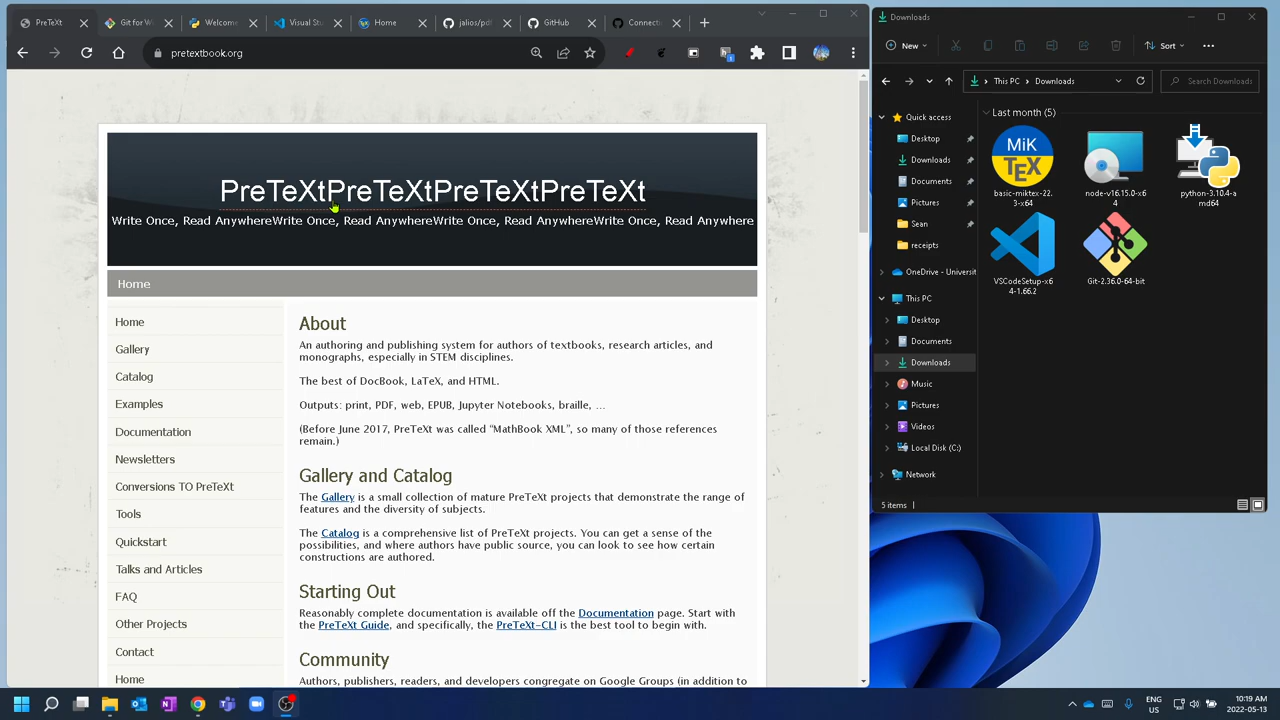 PreTeXt
Git for W
Welcome
Visual Stu
Home
jalios/pdf
GitHub
Connecti
pretextbook.org
PreTeXtPreTeXtPreTeXtPreTeXt
Write Once, Read AnywhereWrite Once, Read AnywhereWrite Once, Read AnywhereWrite Once, Read Anywhere
Home
Home
Gallery
Catalog
Examples
Documentation
Newsletters
Conversions TO PreTeXt
Tools
Quickstart
Talks and Articles
FAQ
Other Projects
Contact
Home
About
An authoring and publishing system for authors of textbooks, research articles, and
monographs, especially in STEM disciplines.
The best of DocBook, LaTeX, and HTML.
Outputs: print, PDF, web, EPUB, Jupyter Notebooks, braille, …
(Before June 2017, PreTeXt was called “MathBook XML”, so many of those references
remain.)
Gallery and Catalog
The Gallery is a small collection of mature PreTeXt projects that demonstrate the range of
features and the diversity of subjects.
The Catalog is a comprehensive list of PreTeXt projects. You can get a sense of the
possibilities, and where authors have public source, you can look to see how certain
constructions are authored.
Starting Out
Reasonably complete documentation is available off the Documentation page. Start with
the PreTeXt Guide, and specifically, the PreTeXt-CLI is the best tool to begin with.
Community
Authors, publishers, readers, and developers congregate on Google Groups (in addition to
Downloads
New
Sort
This PC
Downloads
Search Downloads
Quick access
Desktop
Downloads
Documents
Pictures
Sean
receipts
OneDrive - Universit
This PC
Desktop
Documents
Downloads
Music
Pictures
Videos
Local Disk (C:)
Network
Last month (5)
MiK
TEX
basic-miktex-22.
3-x64
node-v16.15.0-x6
4
python-3.10.4-a
md64
VSCodeSetup-x6
4-1.66.2
Git-2.36.0-64-bit
5 items
ENG
US
10:19 AM
2022-05-13